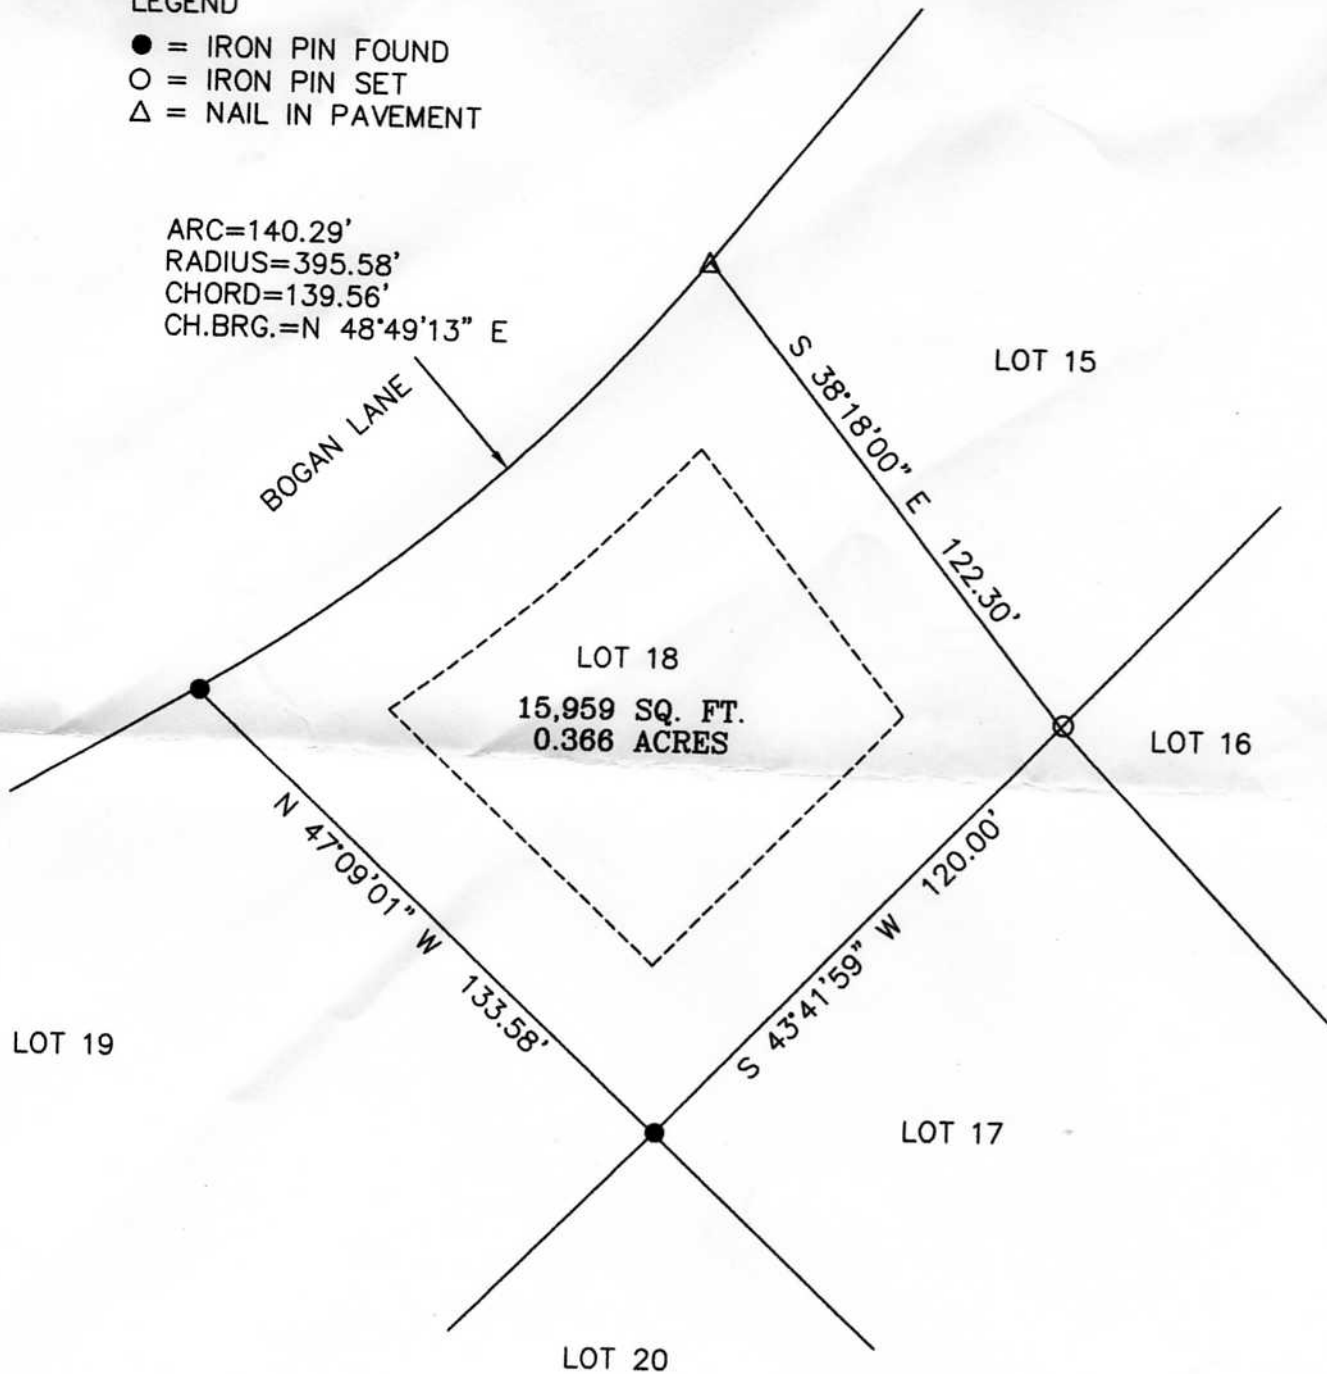 LEGEND
● = IRON PIN FOUND
○ = IRON PIN SET
△ = NAIL IN PAVEMENT
ARC=140.29'
RADIUS=395.58'
CHORD=139.56'
CH.BRG.=N 48°49'13" E
BOGAN LANE
S 38°18'00" E 122.30'
LOT 15
LOT 18
15,959 SQ. FT.
0.366 ACRES
LOT 16
N 47°09'01" W 133.58'
S 43°41'59" W 120.00'
LOT 19
LOT 17
LOT 20